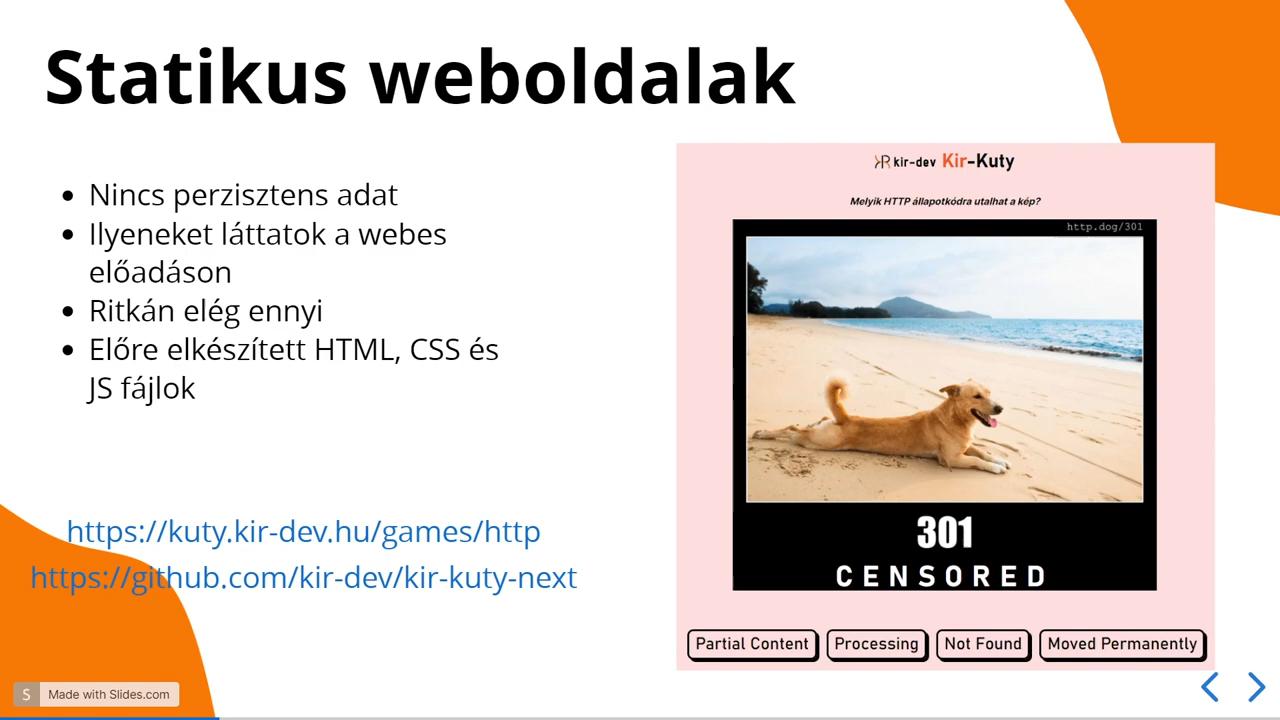 Statikus weboldalak
Nincs perzisztens adat
Ilyeneket láttatok a webes
előadáson
Ritkán elég ennyi
Előre elkészített HTML, CSS és
JS fájlok
https://kuty.kir-dev.hu/games/http
https://github.com/kir-dev/kir-kuty-next
kir-dev Kir-Kuty
Melyik HTTP állapotkódra utalhat a kép?
http.dog/301
301
CENSORED
Partial Content Processing Not Found Moved Permanently
S Made with Slides.com